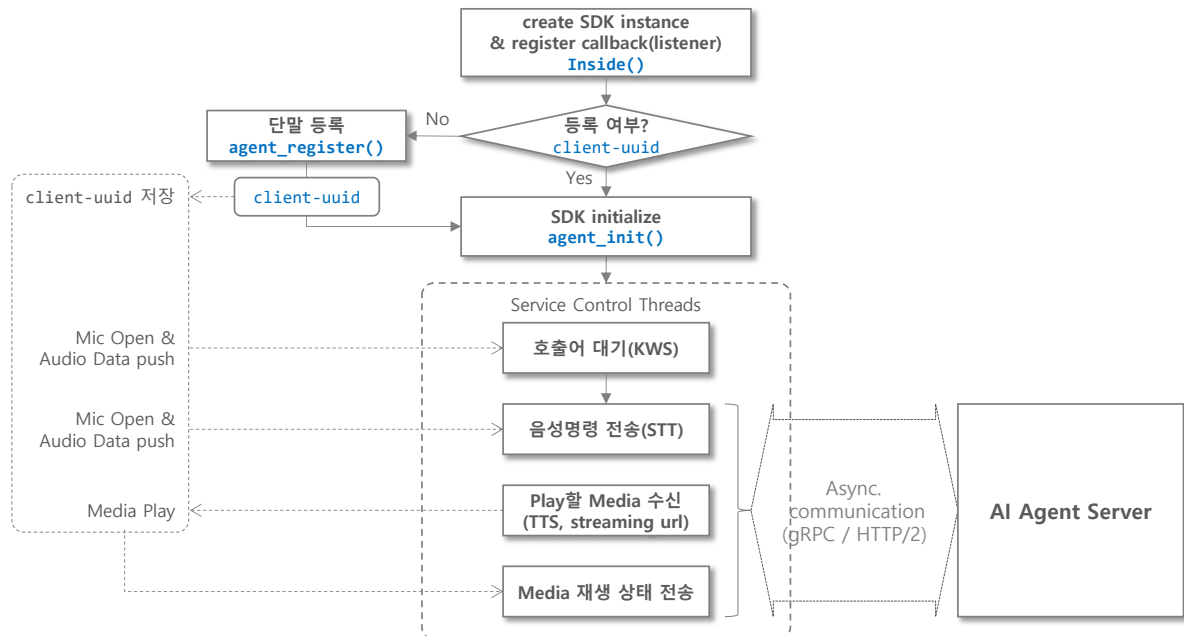 create SDK instance
& register callback(listener)
Inside()
No
단말 등록
agent_register()
등록 여부?
client-uuid
Yes
client-uuid 저장
client-uuid
SDK initialize
agent_init()
Service Control Threads
Mic Open &
Audio Data push
호출어 대기(KWS)
Mic Open &
Audio Data push
음성명령 전송(STT)
Media Play
Play할 Media 수신
(TTS, streaming url)
Media 재생 상태 전송
Async.
communication
(gRPC / HTTP/2)
AI Agent Server